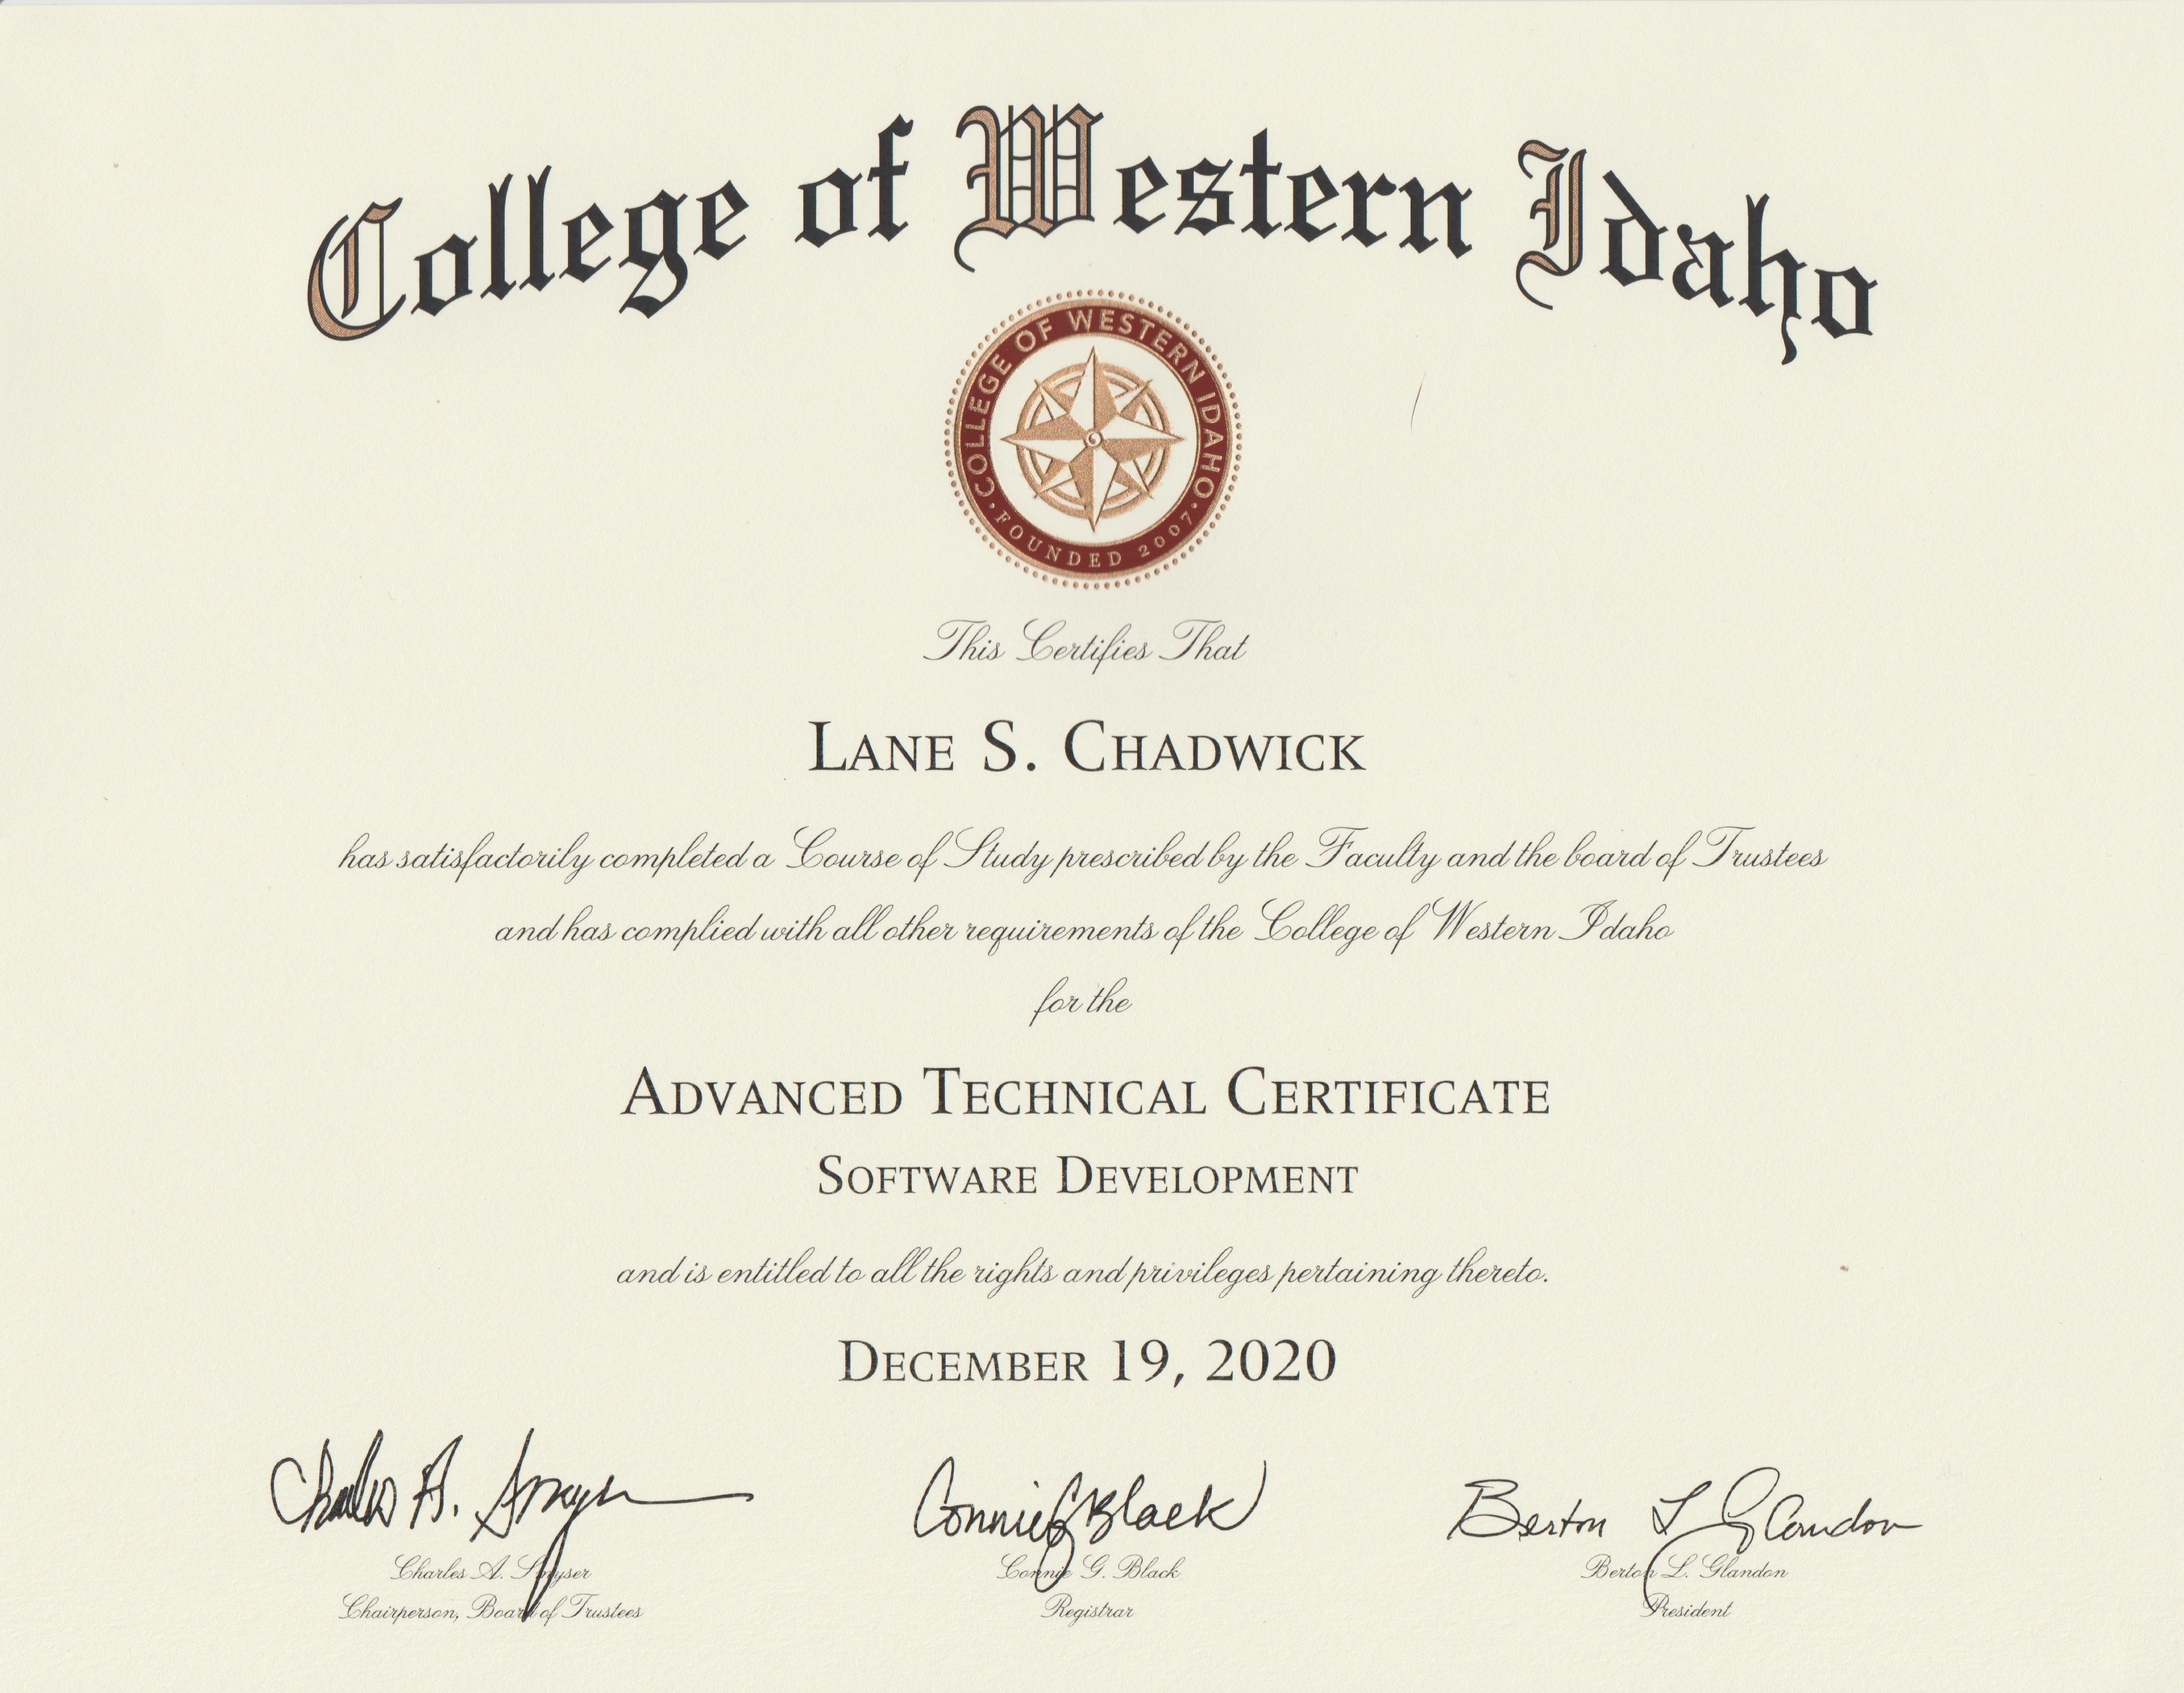 College of Western Idaho
COLLEGE OF WESTERN IDAHO
· FOUNDED 2007 ·
This Certifies That
LANE S. CHADWICK
has satisfactorily completed a Course of Study prescribed by the Faculty and the board of Trustees
and has complied with all other requirements of the College of Western Idaho
for the
ADVANCED TECHNICAL CERTIFICATE
SOFTWARE DEVELOPMENT
and is entitled to all the rights and privileges pertaining thereto.
DECEMBER 19, 2020
Charles A. Smyser
Connie G Black
Berton L Glandon
Charles A. Smyser
Connie G. Black
Berton L. Glandon
Chairperson, Board of Trustees
Registrar
President